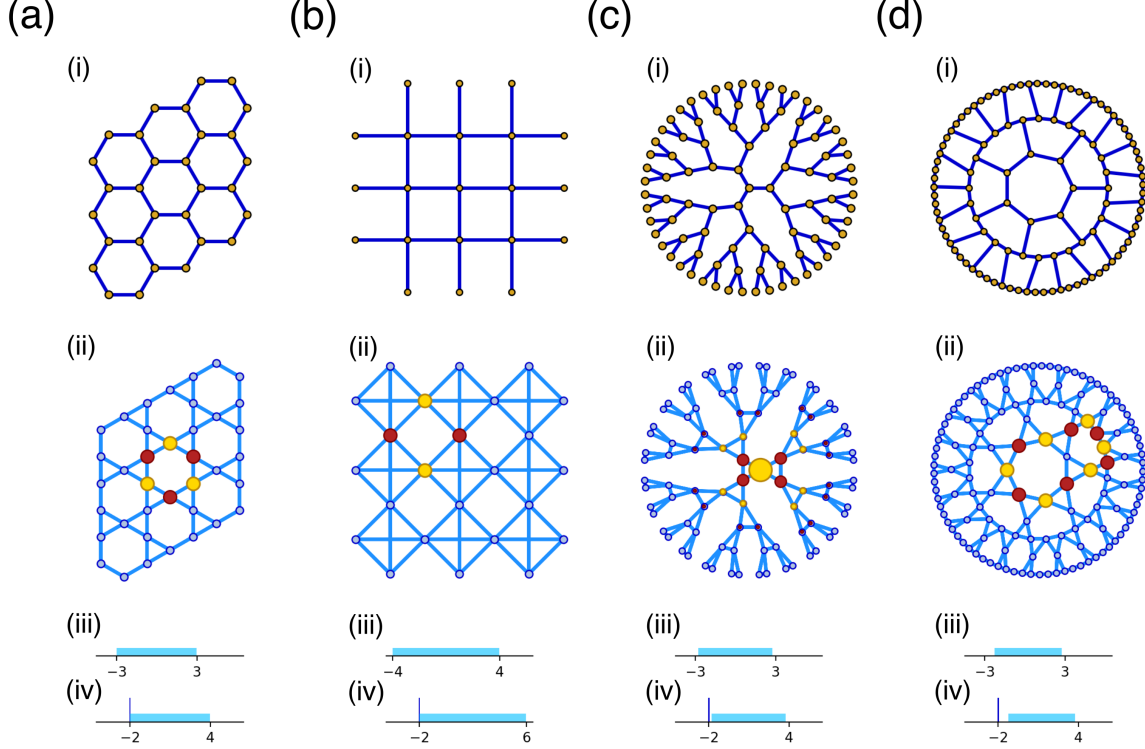 (a) (b) (c) (d)
(i) (i) (i) (i)
(ii) (ii) (ii) (ii)
(iii) (iii) (iii) (iii)
−3 3 −4 4 −3 3 −3 3
(iv) (iv) (iv) (iv)
−2 4 −2 6 −2 4 −2 4